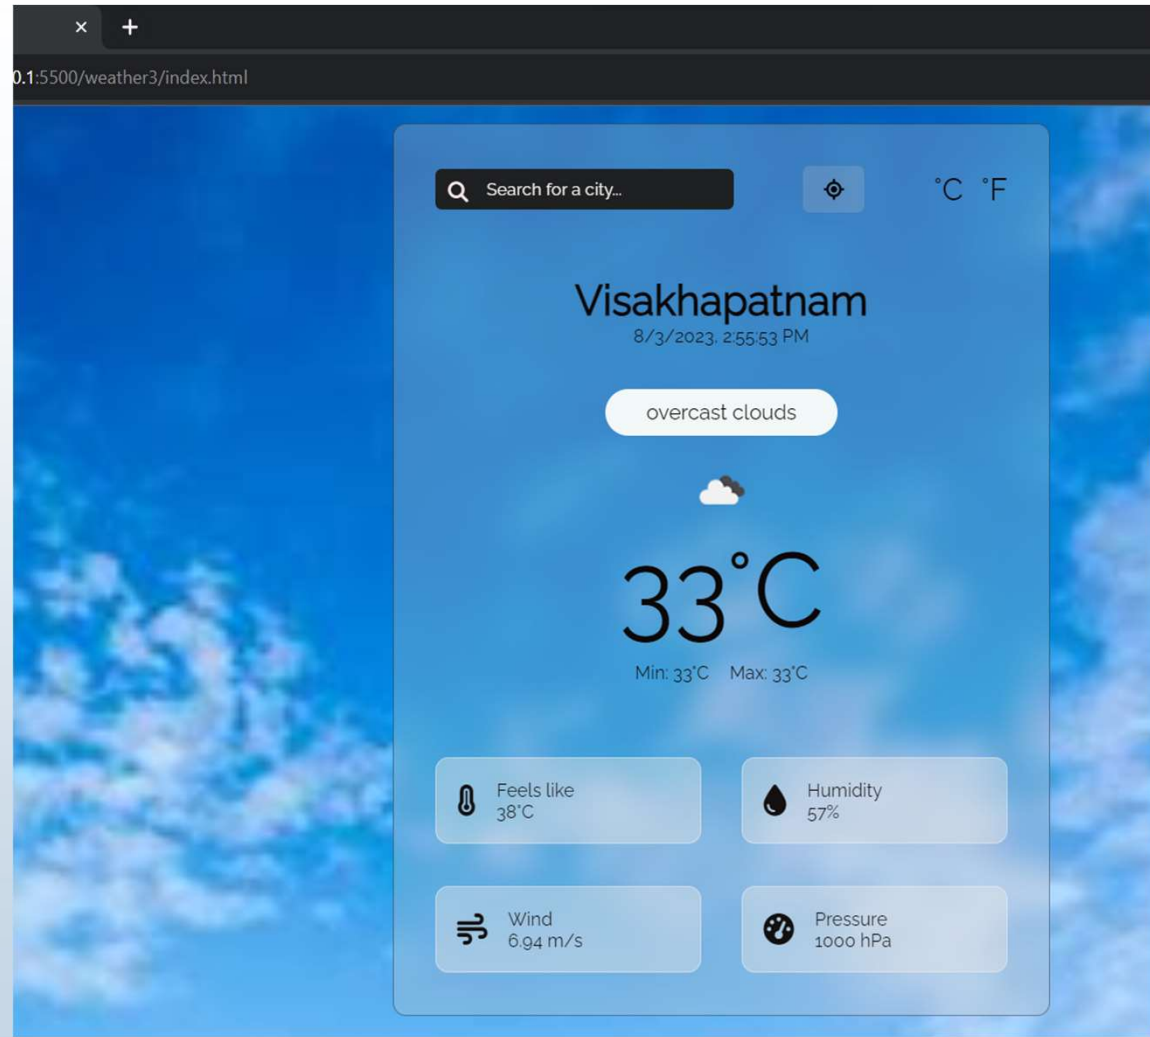 0.1:5500/weather3/index.html
Search for a city...
°C °F
Visakhapatnam
8/3/2023, 2:55:53 PM
overcast clouds
33°C
Min: 33°C Max: 33°C
Feels like
38°C
Humidity
57%
Wind
6.94 m/s
Pressure
1000 hPa